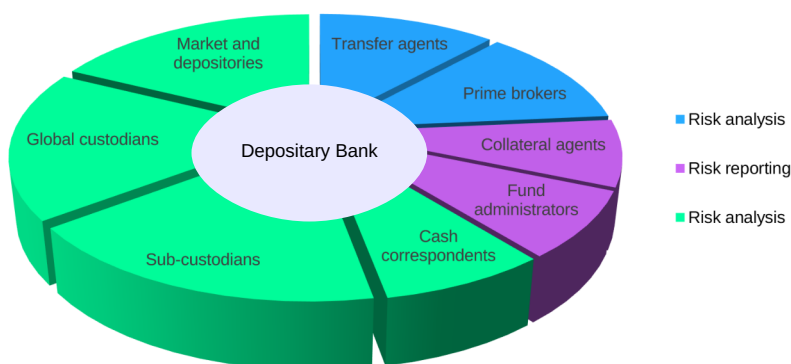 Market and
depositories
Transfer agents
Prime brokers
Global custodians
Collateral agents
Depositary Bank
Fund
administrators
Cash
correspondents
Sub-custodians
Risk analysis
Risk reporting
Risk analysis